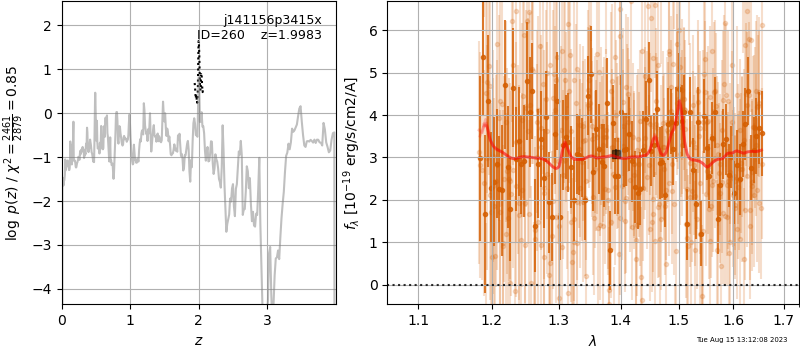 j141156p3415x
ID=260 z=1.9983
log p(z) / χ² = 2461/2879 = 0.85
2
1
0
−1
−2
−3
−4
0 1 2 3
z
fλ [10⁻¹⁹ erg/s/cm2/A]
6
5
4
3
2
1
0
1.1 1.2 1.3 1.4 1.5 1.6 1.7
λ
Tue Aug 15 13:12:08 2023